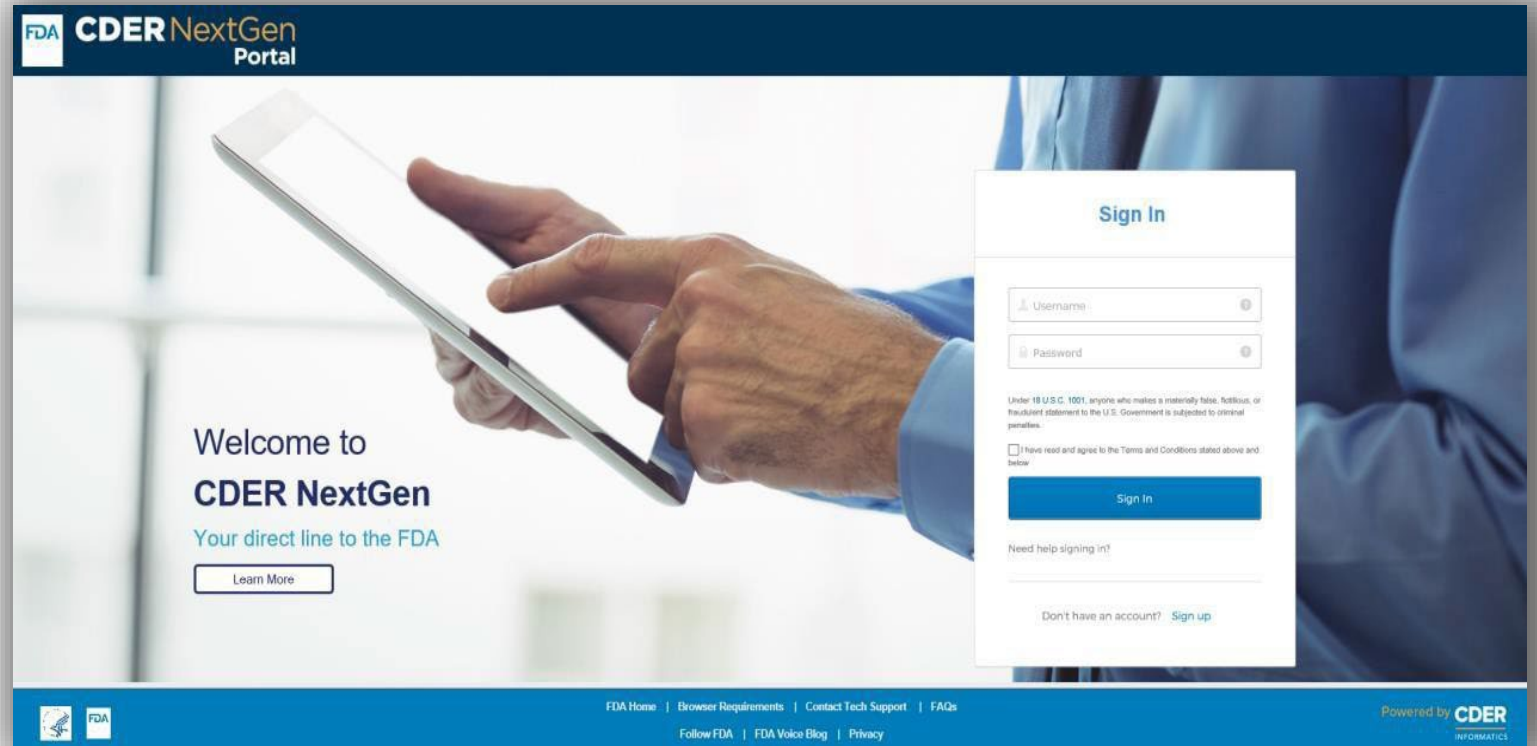 FDA
CDER NextGen
Portal
Sign In
Username
Password
Under 18 U.S.C. 1001, anyone who makes a materially false, fictitious, or
fraudulent statement to the U.S. Government is subjected to criminal
penalties.
I have read and agree to the Terms and Conditions stated above and
below
Sign In
Need help signing in?
Don't have an account? Sign up
Welcome to
CDER NextGen
Your direct line to the FDA
Learn More
FDA
FDA Home | Browser Requirements | Contact Tech Support | FAQs
Follow FDA | FDA Voice Blog | Privacy
Powered by CDER
INFORMATICS